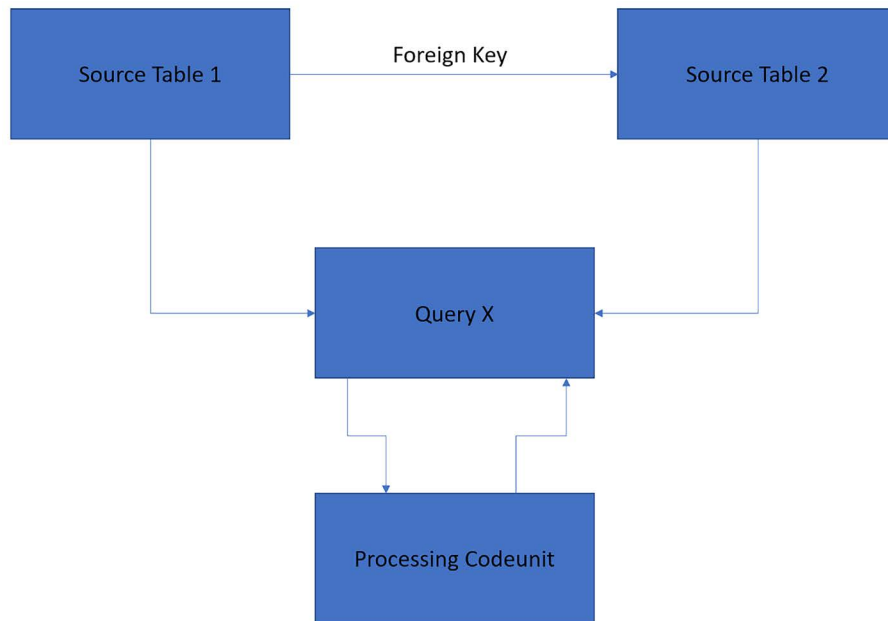 Source Table 1
Foreign Key
Source Table 2
Query X
Processing Codeunit